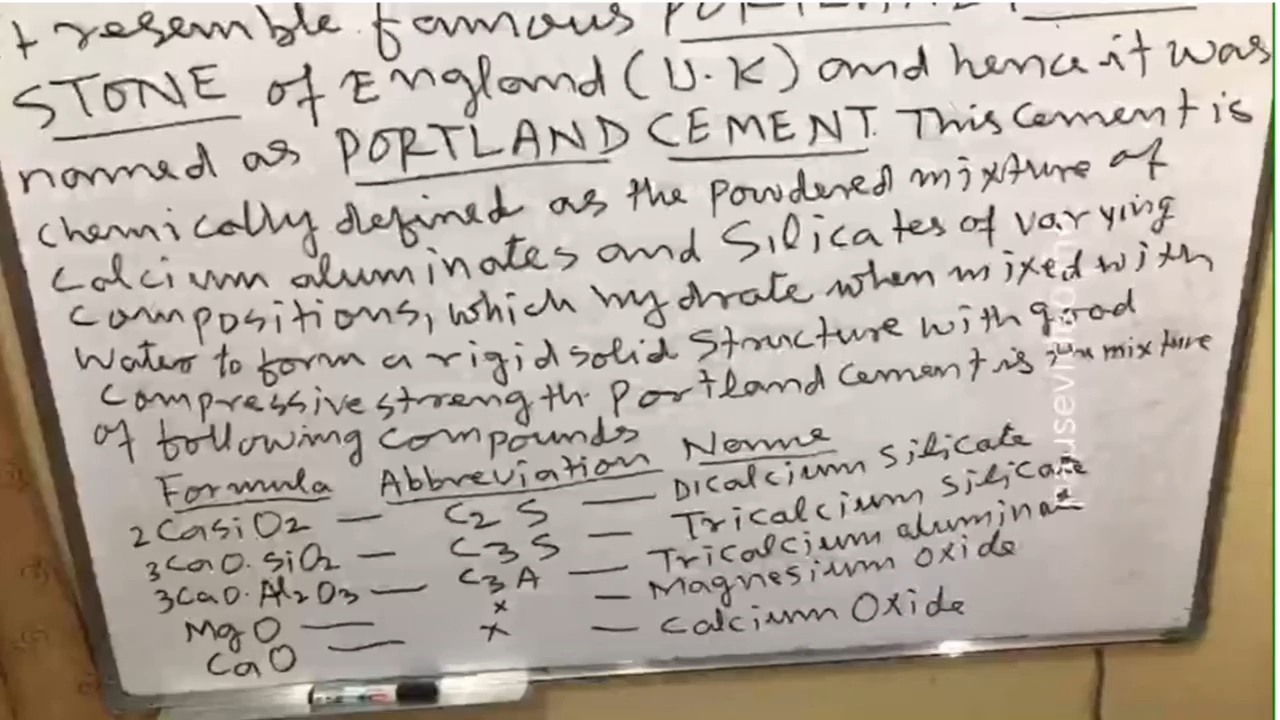 t resemble famous PORTLAND
STONE of England (U.K) and hence it was
named as PORTLAND CEMENT. This cement is
chemically defined as the powdered mixture of
calcium aluminates and Silicates of varying
compositions, which hydrate when mixed with
water to form a rigid solid structure with good
compressive strength. Portland cement is mixture
of following compounds
Formula Abbreviation Name
2CaSiO2 — C2S — Dicalcium silicate
3CaO.SiO2 — C3S — Tricalcium silicate
3CaO.Al2O3 — C3A — Tricalcium aluminat
MgO — x — Magnesium oxide
CaO — x — Calcium Oxide